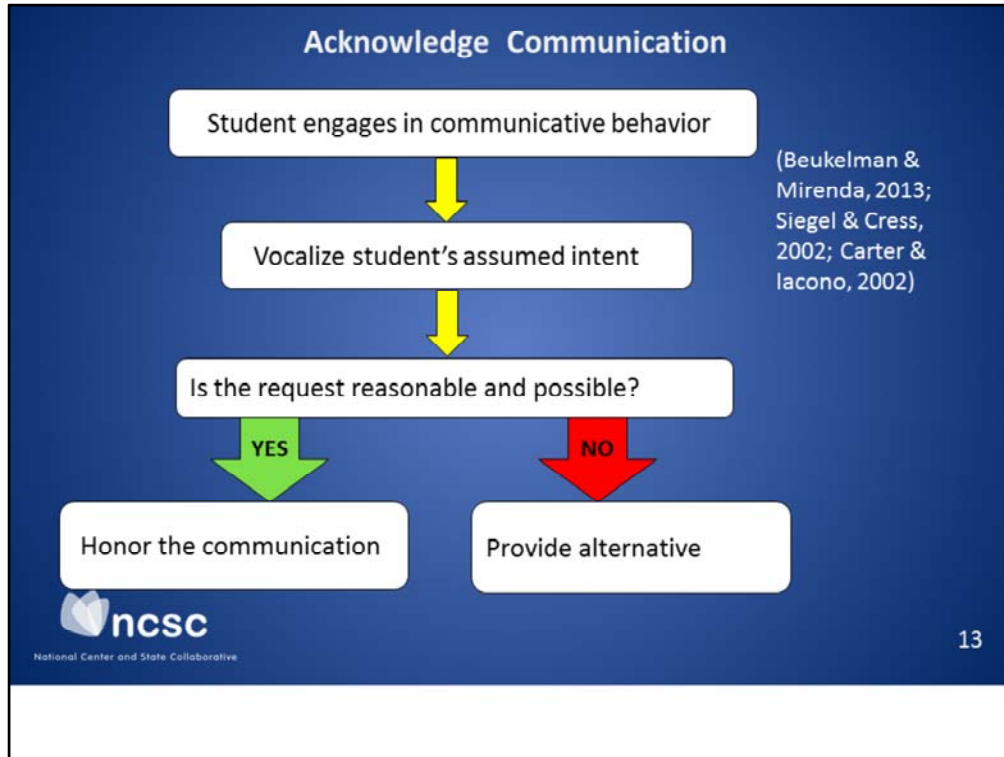 Acknowledge Communication
Student engages in communicative behavior
(Beukelman &
Mirenda, 2013;
Siegel & Cress,
2002; Carter &
Iacono, 2002)
Vocalize student’s assumed intent
Is the request reasonable and possible?
YES
NO
Honor the communication
Provide alternative
ncsc
National Center and State Collaborative
13